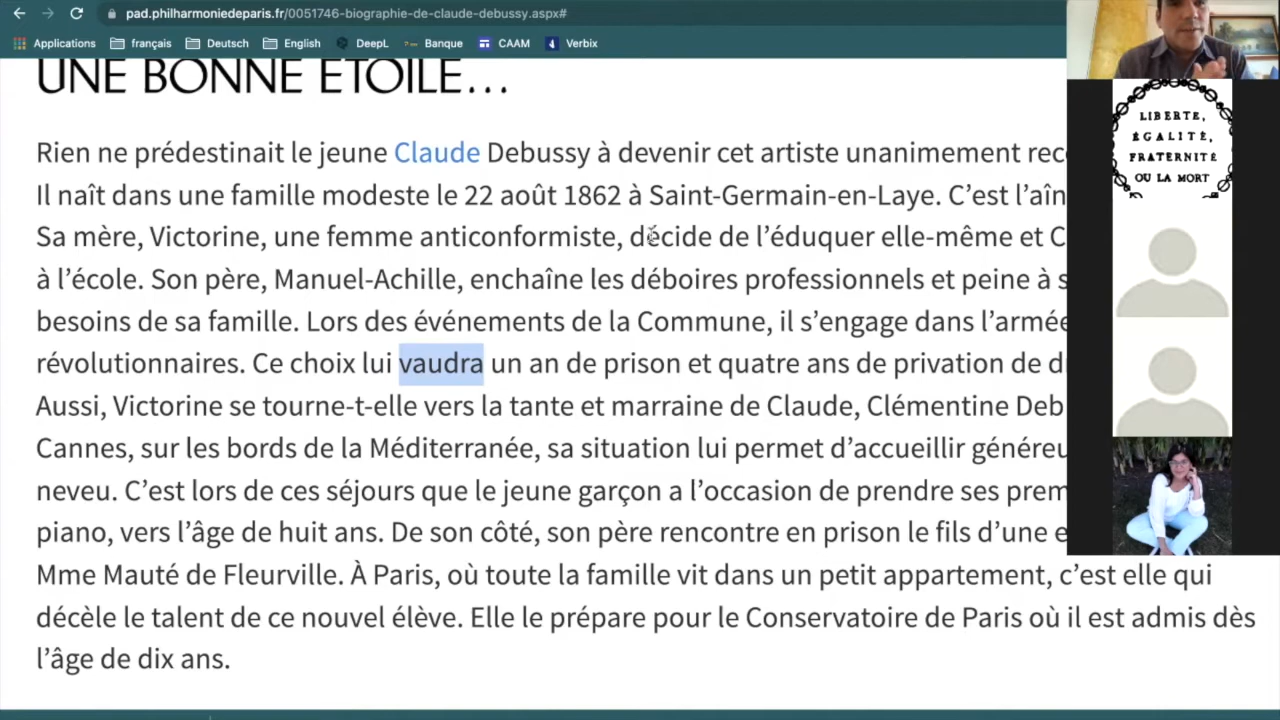 pad.philharmoniedeparis.fr/0051746-biographie-de-claude-debussy.aspx#
Applications français Deutsch English DeepL Banque CAAM Verbix
UNE BONNE ÉTOILE…
Rien ne prédestinait le jeune Claude Debussy à devenir cet artiste unanimement
Il naît dans une famille modeste le 22 août 1862 à Saint-Germain-en-Laye. C’est
Sa mère, Victorine, une femme anticonformiste, décide de l’éduquer elle-même et
à l’école. Son père, Manuel-Achille, enchaîne les déboires professionnels et peine à
besoins de sa famille. Lors des événements de la Commune, il s’engage dans l’armée
révolutionnaires. Ce choix lui vaudra un an de prison et quatre ans de privation de
Aussi, Victorine se tourne-t-elle vers la tante et marraine de Claude, Clémentine
Cannes, sur les bords de la Méditerranée, sa situation lui permet d’accueillir
neveu. C’est lors de ces séjours que le jeune garçon a l’occasion de prendre ses
piano, vers l’âge de huit ans. De son côté, son père rencontre en prison le fils d’une
Mme Mauté de Fleurville. À Paris, où toute la famille vit dans un petit appartement, c’est elle qui
décèle le talent de ce nouvel élève. Elle le prépare pour le Conservatoire de Paris où il est admis dès
l’âge de dix ans.
LIBERTÉ,
ÉGALITÉ,
FRATERNITÉ
OU LA MORT